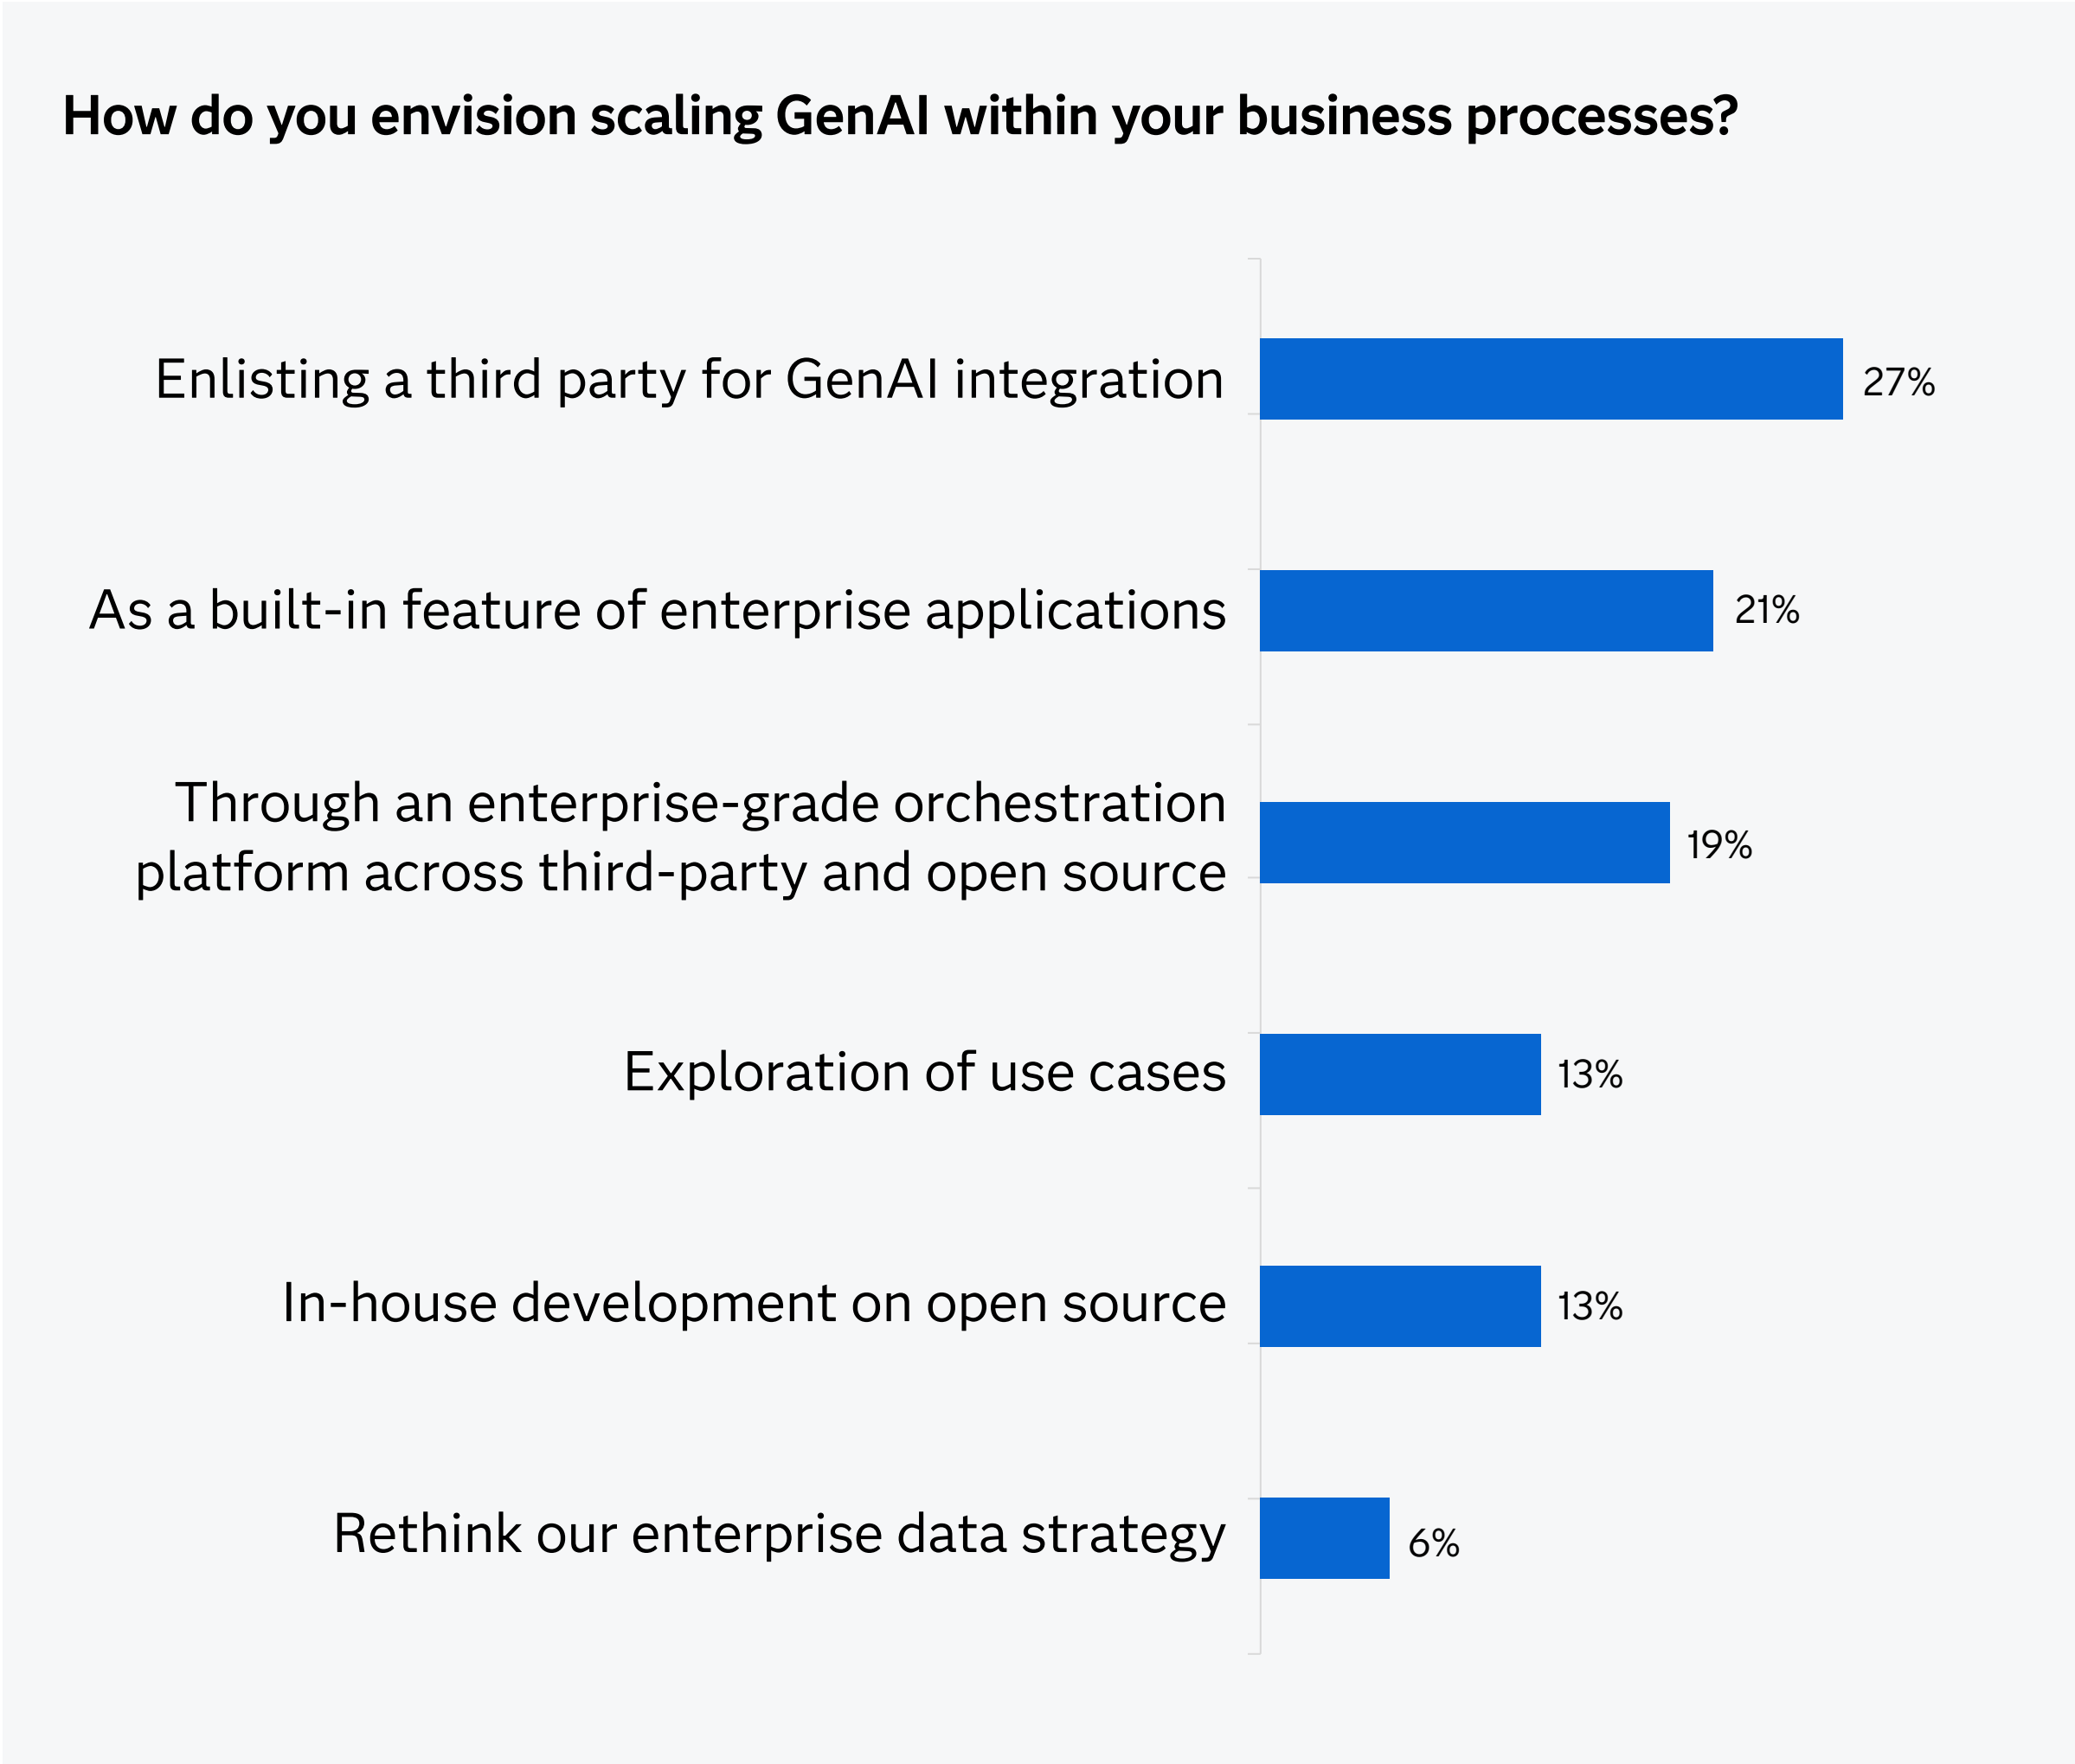 How do you envision scaling GenAI within your business processes?
Enlisting a third party for GenAI integration
27%
As a built-in feature of enterprise applications
21%
Through an enterprise-grade orchestration
platform across third-party and open source
19%
Exploration of use cases
13%
In-house development on open source
13%
Rethink our enterprise data strategy
6%